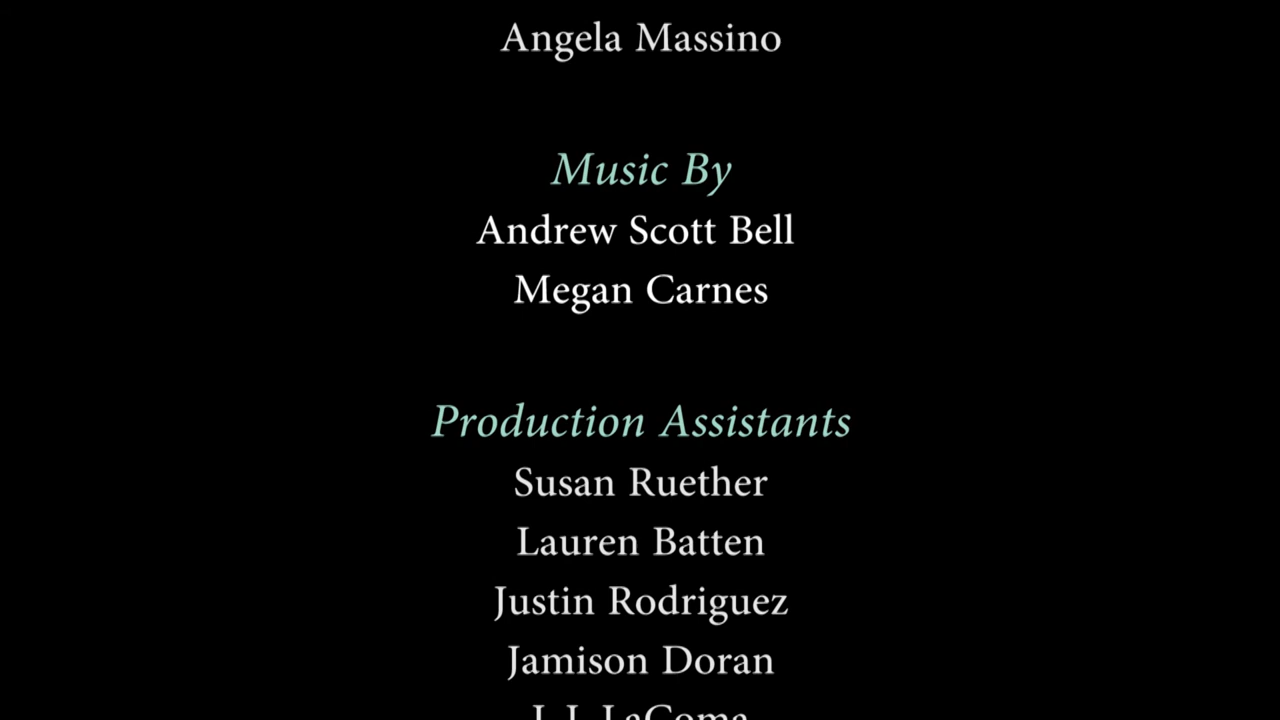 Angela Massino
Music By
Andrew Scott Bell
Megan Carnes
Production Assistants
Susan Ruether
Lauren Batten
Justin Rodriguez
Jamison Doran
J.J. LaComa